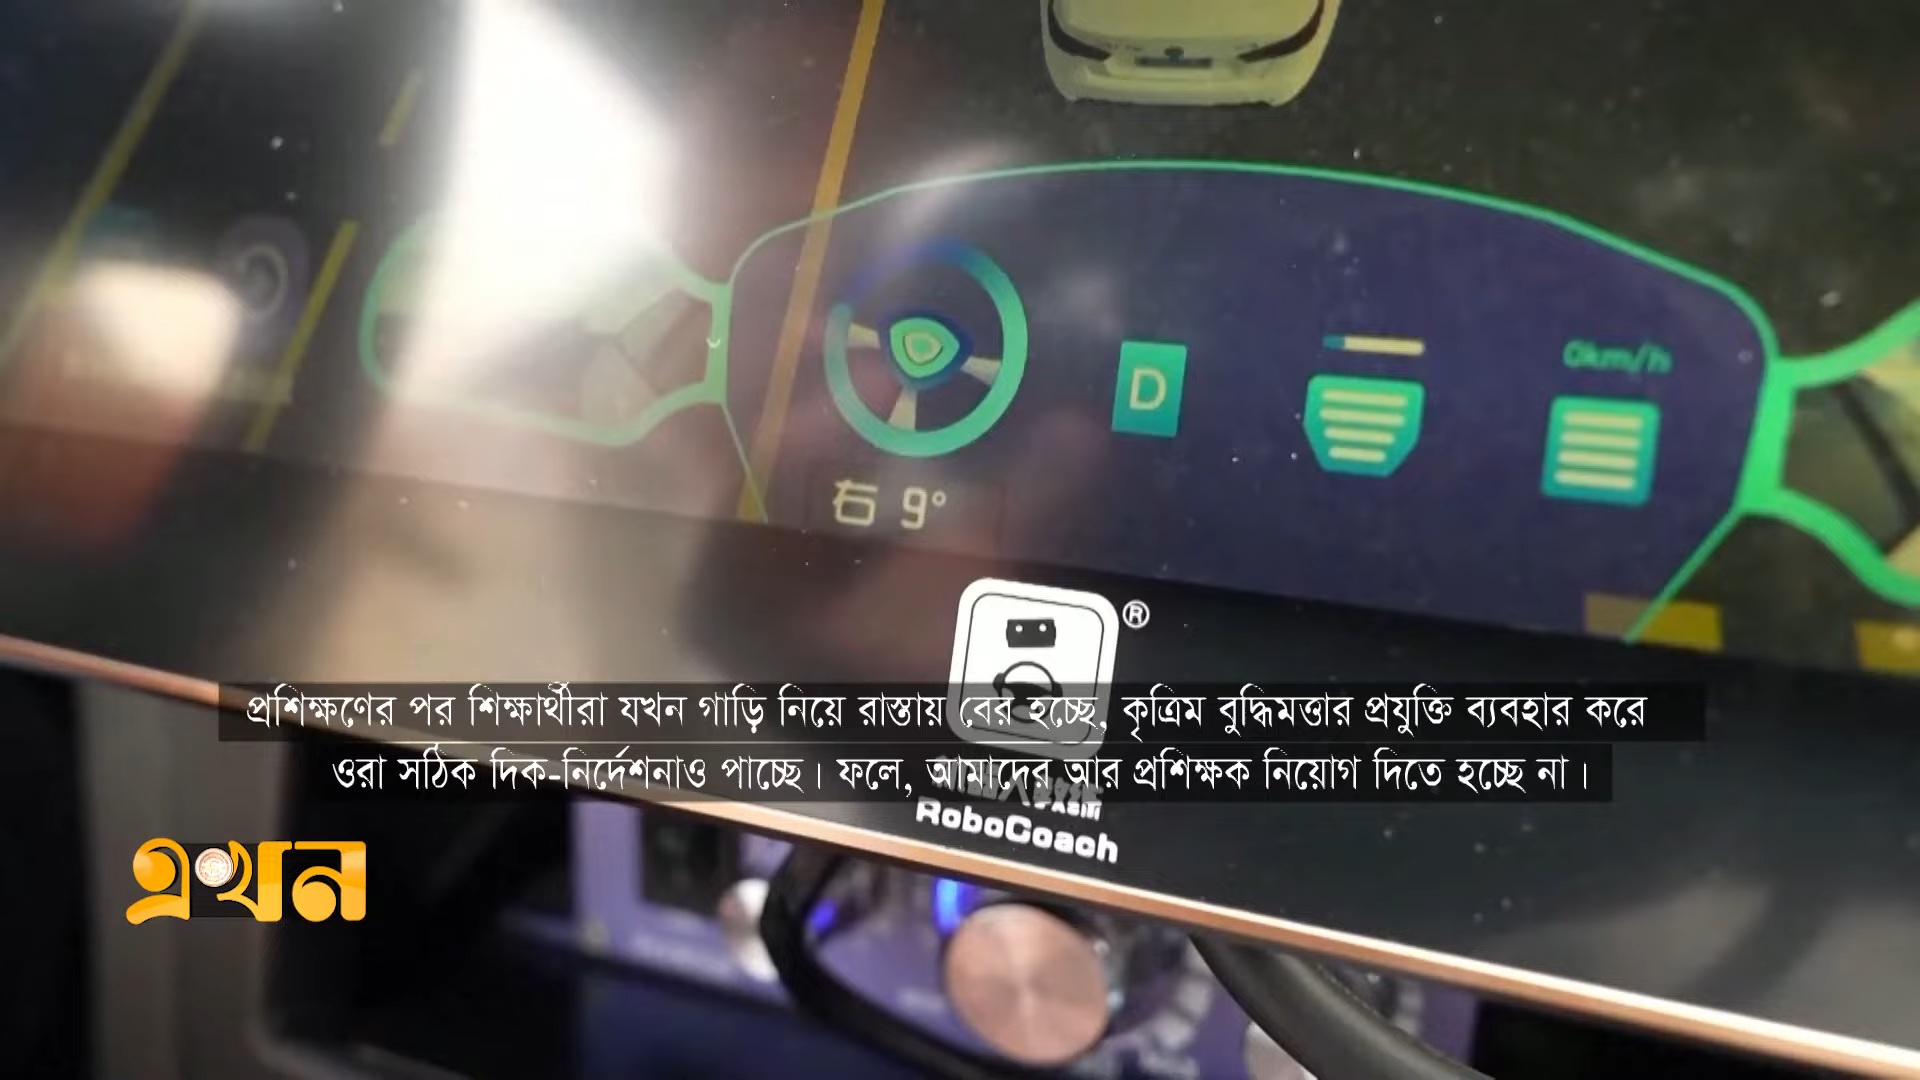 0km/h
D
右 9°
®
প্রশিক্ষণের পর শিক্ষার্থীরা যখন গাড়ি নিয়ে রাস্তায় বের হচ্ছে, কৃত্রিম বুদ্ধিমত্তার প্রযুক্তি ব্যবহার করে
ওরা সঠিক দিক-নির্দেশনাও পাচ্ছে। ফলে, আমাদের আর প্রশিক্ষক নিয়োগ দিতে হচ্ছে না।
RoboCoach
এখন